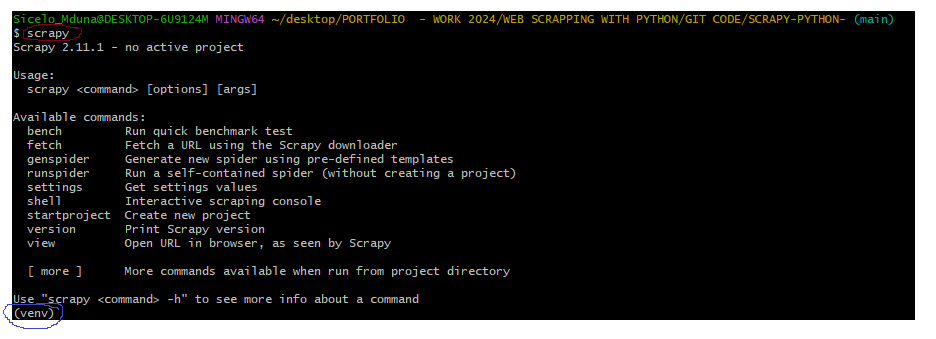 Sicelo_Mduna@DESKTOP-6U9124M MINGW64 ~/desktop/PORTFOLIO  - WORK 2024/WEB SCRAPPING WITH PYTHON/GIT CODE/SCRAPY-PYTHON- (main)
$ scrapy
Scrapy 2.11.1 - no active project

Usage:
  scrapy <command> [options] [args]

Available commands:
  bench         Run quick benchmark test
  fetch         Fetch a URL using the Scrapy downloader
  genspider     Generate new spider using pre-defined templates
  runspider     Run a self-contained spider (without creating a project)
  settings      Get settings values
  shell         Interactive scraping console
  startproject  Create new project
  version       Print Scrapy version
  view          Open URL in browser, as seen by Scrapy

  [ more ]      More commands available when run from project directory

Use "scrapy <command> -h" to see more info about a command
(venv)